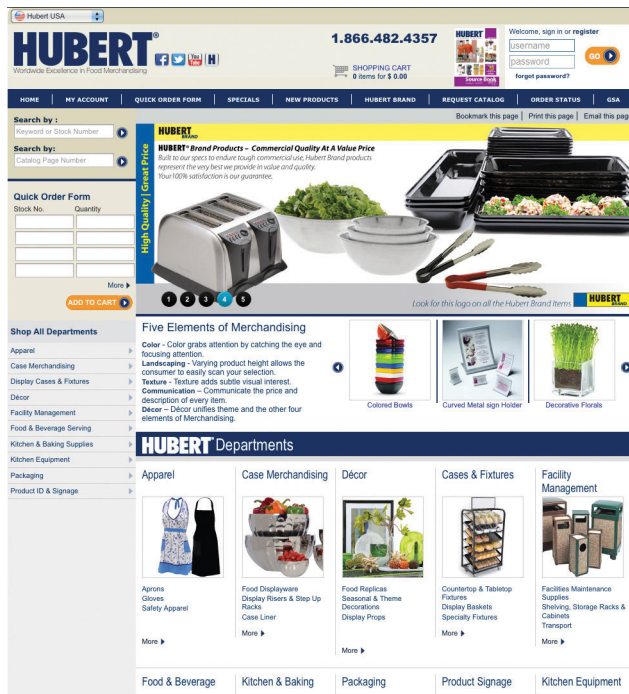 Hubert USA
HUBERT®
Worldwide Excellence in Food Merchandising
You
Tube
H
1.866.482.4357
SHOPPING CART
0 items for $ 0.00
HUBERT
Source Book
Welcome, sign in or register
username
password
GO
forgot password?
HOME
MY ACCOUNT
QUICK ORDER FORM
SPECIALS
NEW PRODUCTS
HUBERT BRAND
REQUEST CATALOG
ORDER STATUS
GSA
Bookmark this page | Print this page | Email this page
Search by :
Keyword or Stock Number
Search by:
Catalog Page Number
Quick Order Form
Stock No.
Quantity
More
ADD TO CART
High Quality | Great Price
HUBERT
BRAND
HUBERT® Brand Products – Commercial Quality At A Value Price
Built to our specs to endure tough commercial use, Hubert Brand products
represent the very best we provide in value and quality.
Your 100% satisfaction is our guarantee.
1 2 3 4 5
Look for this logo on all the Hubert Brand Items
HUBERT
BRAND
Shop All Departments
Apparel
Case Merchandising
Display Cases & Fixtures
Décor
Facility Management
Food & Beverage Serving
Kitchen & Baking Supplies
Kitchen Equipment
Packaging
Product ID & Signage
Five Elements of Merchandising
Color - Color grabs attention by catching the eye and
focusing attention.
Landscaping - Varying product height allows the
consumer to easily scan your selection.
Texture - Texture adds subtle visual interest.
Communication – Communicate the price and
description of every item.
Décor – Décor unifies theme and the other four
elements of Merchandising.
Colored Bowls
Curved Metal sign Holder
Decorative Florals
HUBERT® Departments
Apparel
Aprons
Gloves
Safety Apparel
More
Case Merchandising
Food Displayware
Display Risers & Step Up
Racks
Case Liner
More
Décor
Food Replicas
Seasonal & Theme
Decorations
Display Props
More
Cases & Fixtures
Countertop & Tabletop
Fixtures
Display Baskets
Specialty Fixtures
More
Facility
Management
Facilities Maintenance
Supplies
Shelving, Storage Racks &
Cabinets
Transport
More
Food & Beverage
Kitchen & Baking
Packaging
Product Signage
Kitchen Equipment